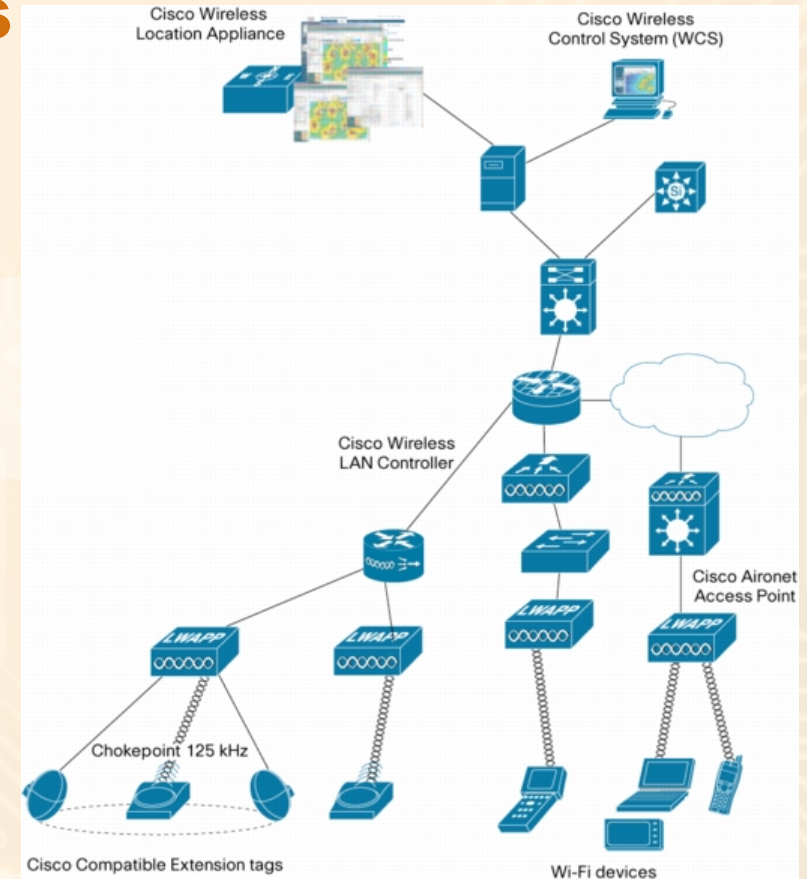 s
Cisco Wireless
Location Appliance
Cisco Wireless
Control System (WCS)
Si
Cisco Wireless
LAN Controller
Cisco Aironet
Access Point
LWAPP
LWAPP
LWAPP
LWAPP
Chokepoint 125 kHz
Cisco Compatible Extension tags
Wi-Fi devices